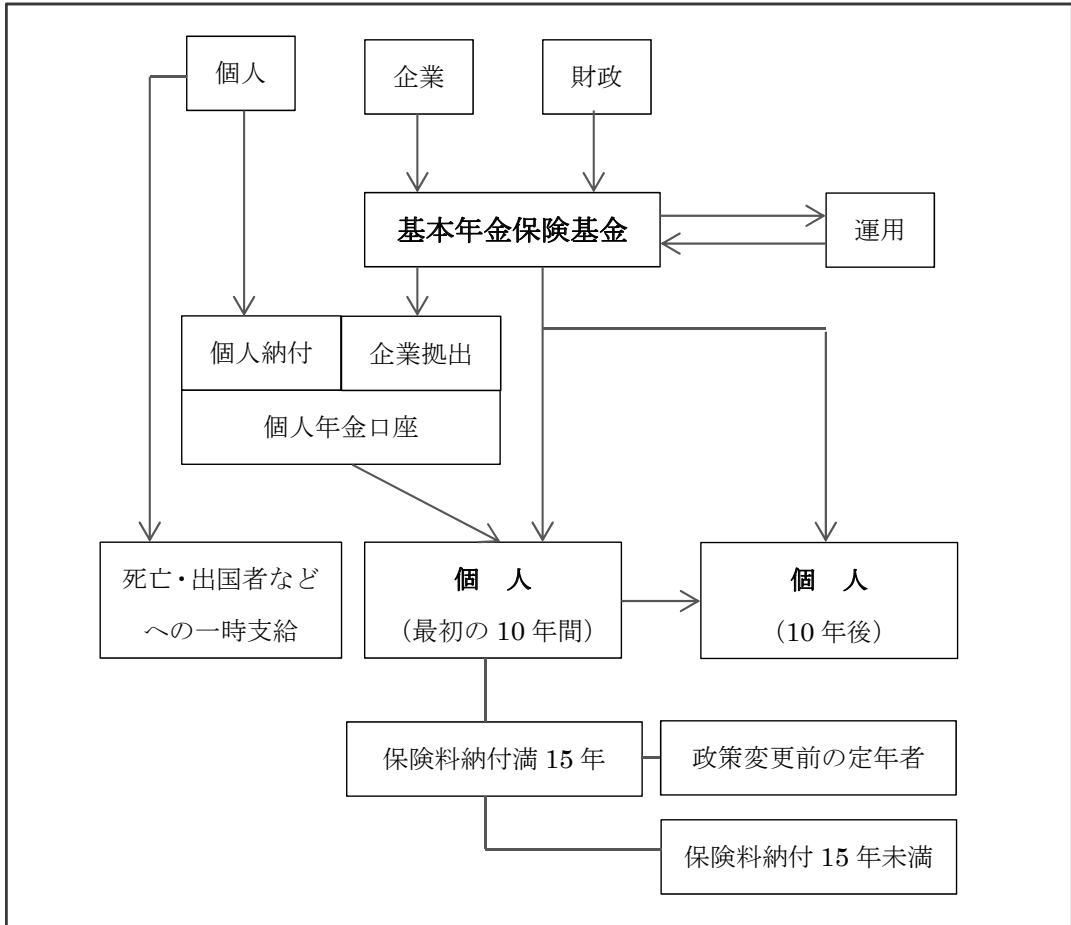 個人
企業
財政
基本年金保険基金
運用
個人納付
企業拠出
個人年金口座
死亡・出国者など
への一時支給
個 人
(最初の 10 年間)
個 人
(10 年後)
保険料納付満 15 年
政策変更前の定年者
保険料納付 15 年未満